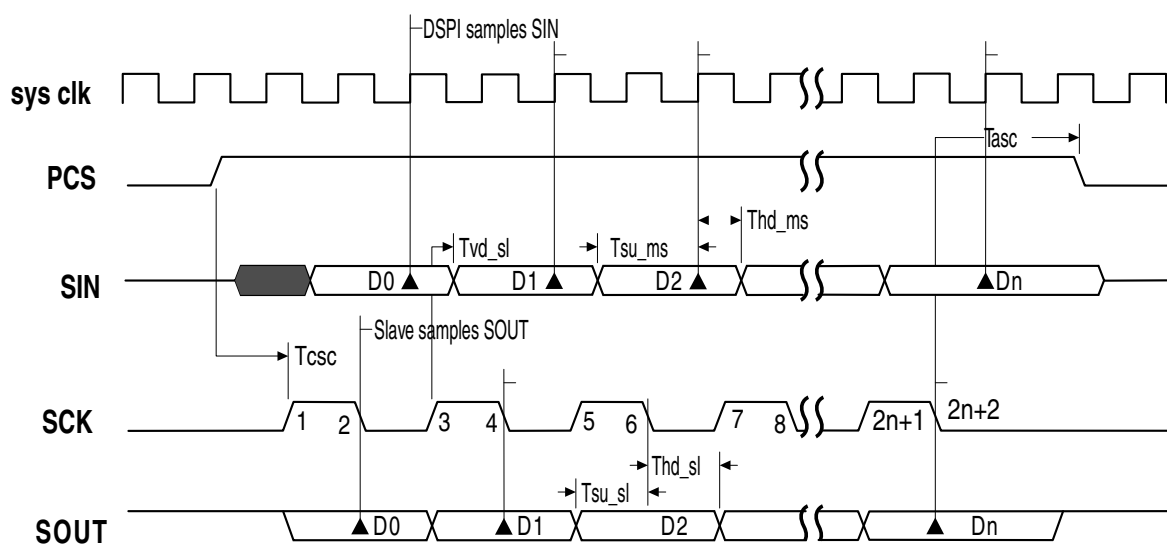 DSPI samples SIN
sys clk
Tasc
PCS
Thd_ms
Tvd_sl
Tsu_ms
SIN
D0
D1
D2
Dn
Slave samples SOUT
Tcsc
SCK
1
2
3
4
5
6
7
8
2n+1
2n+2
Thd_sl
Tsu_sl
SOUT
D0
D1
D2
Dn